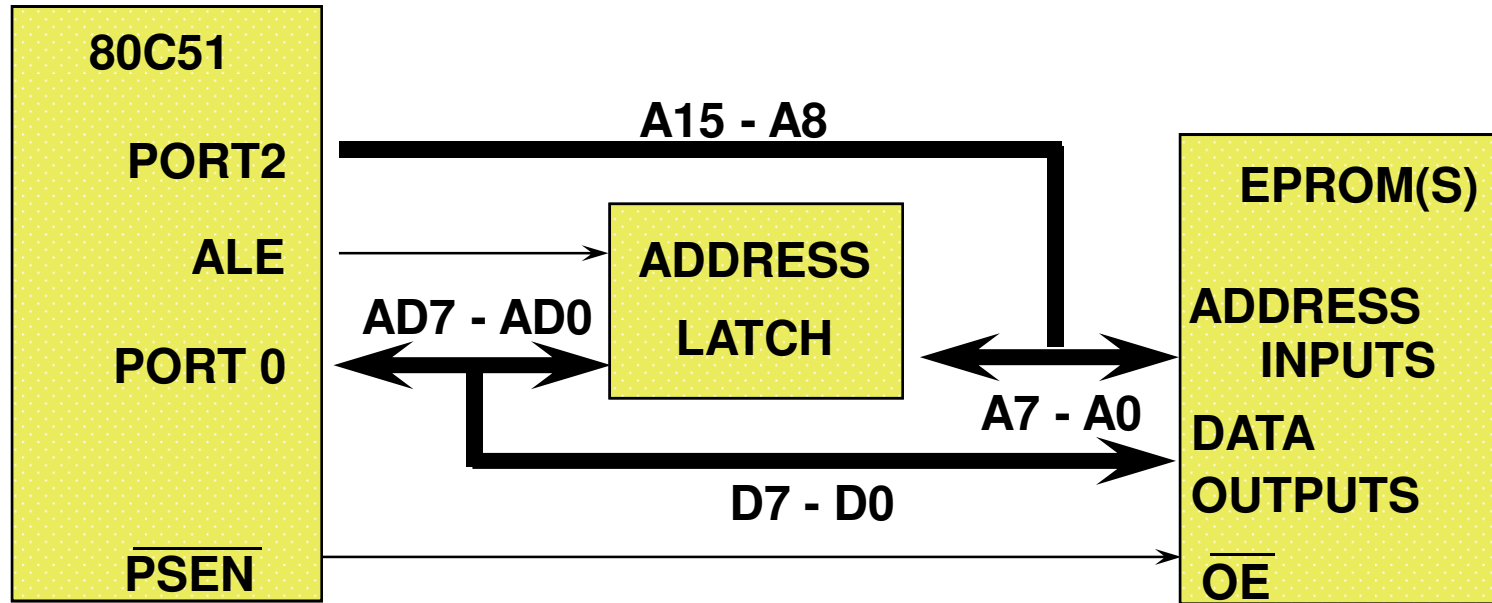 80C51
PORT2
ALE
PORT 0
PSEN
A15 - A8
AD7 - AD0
ADDRESS
LATCH
A7 - A0
D7 - D0
EPROM(S)
ADDRESS
INPUTS
DATA
OUTPUTS
OE